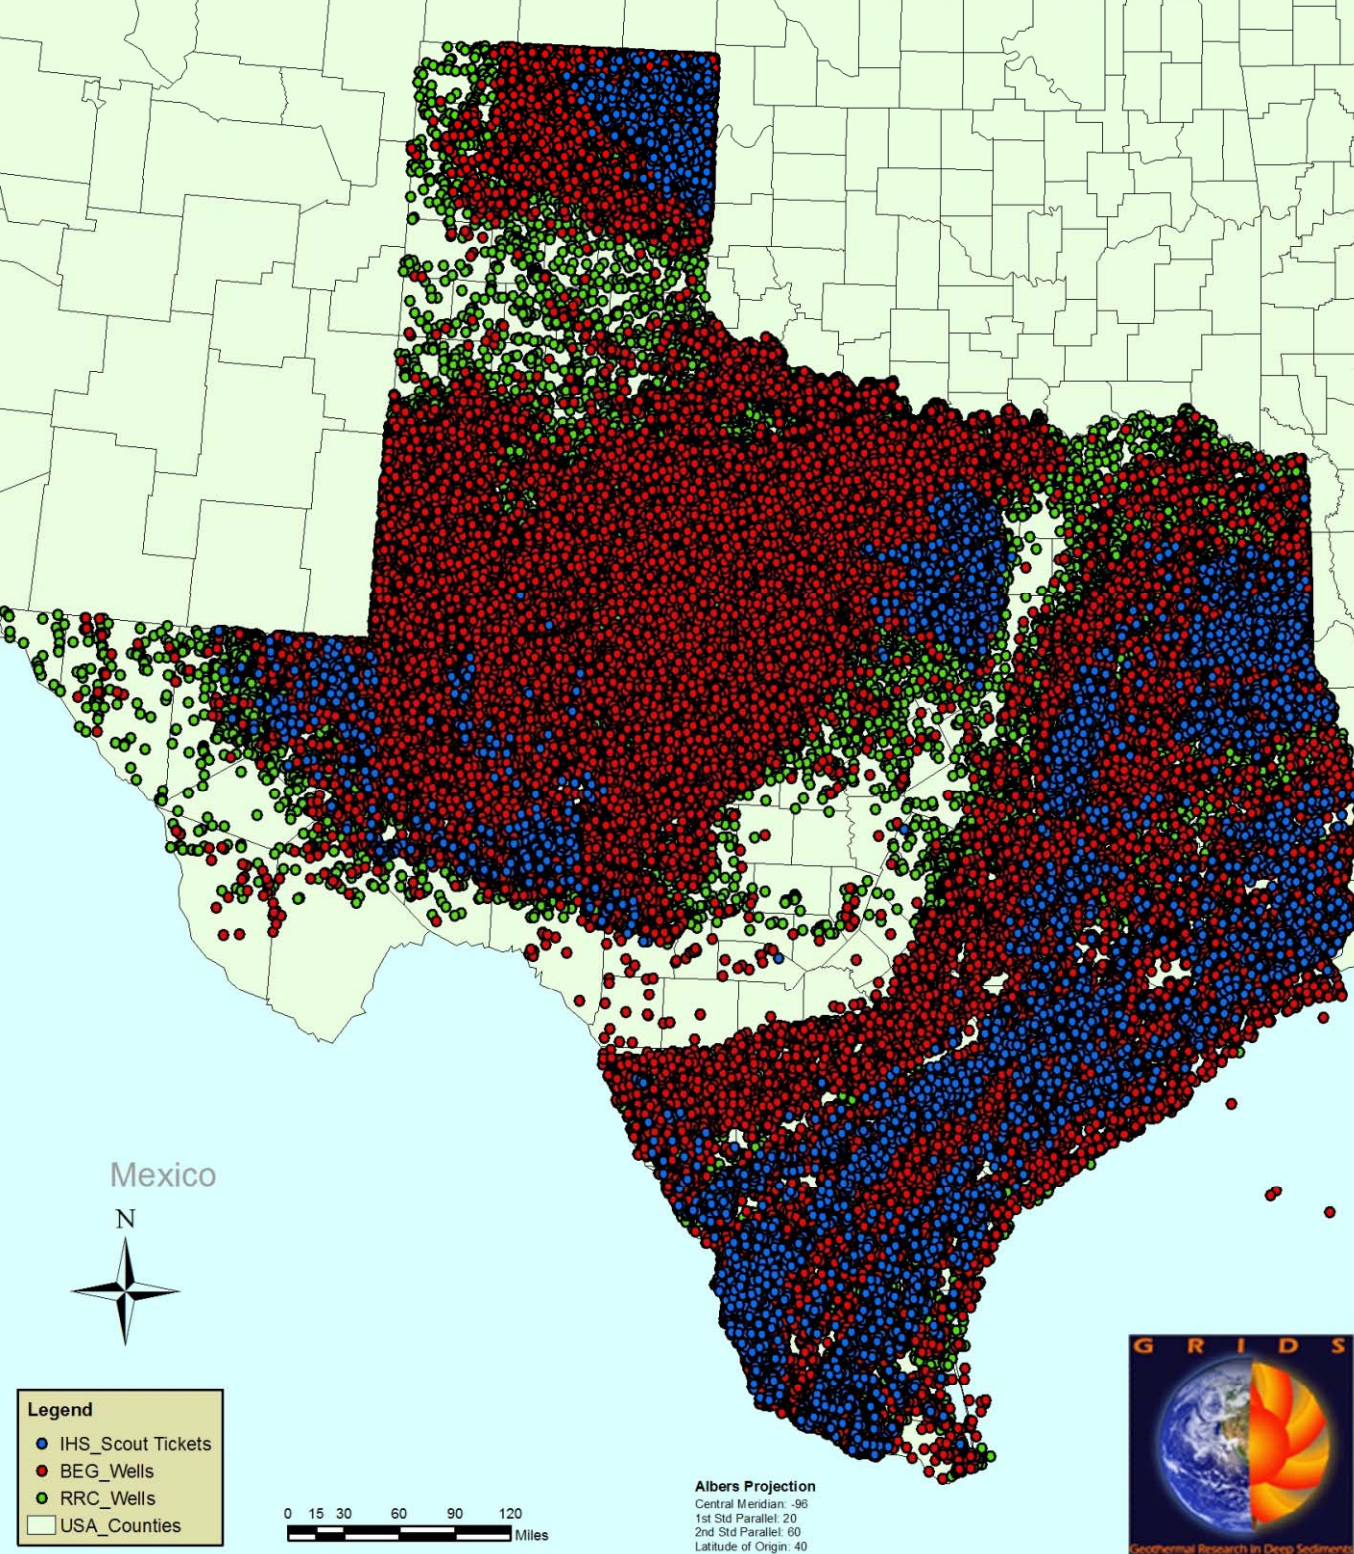 Mexico
N
Legend
IHS_Scout Tickets
BEG_Wells
RRC_Wells
USA_Counties
0 15 30 60 90 120
Miles
Albers Projection
Central Meridian: -96
1st Std Parallel: 20
2nd Std Parallel: 60
Latitude of Origin: 40
G R I D S
Geothermal Research In Deep Sediments